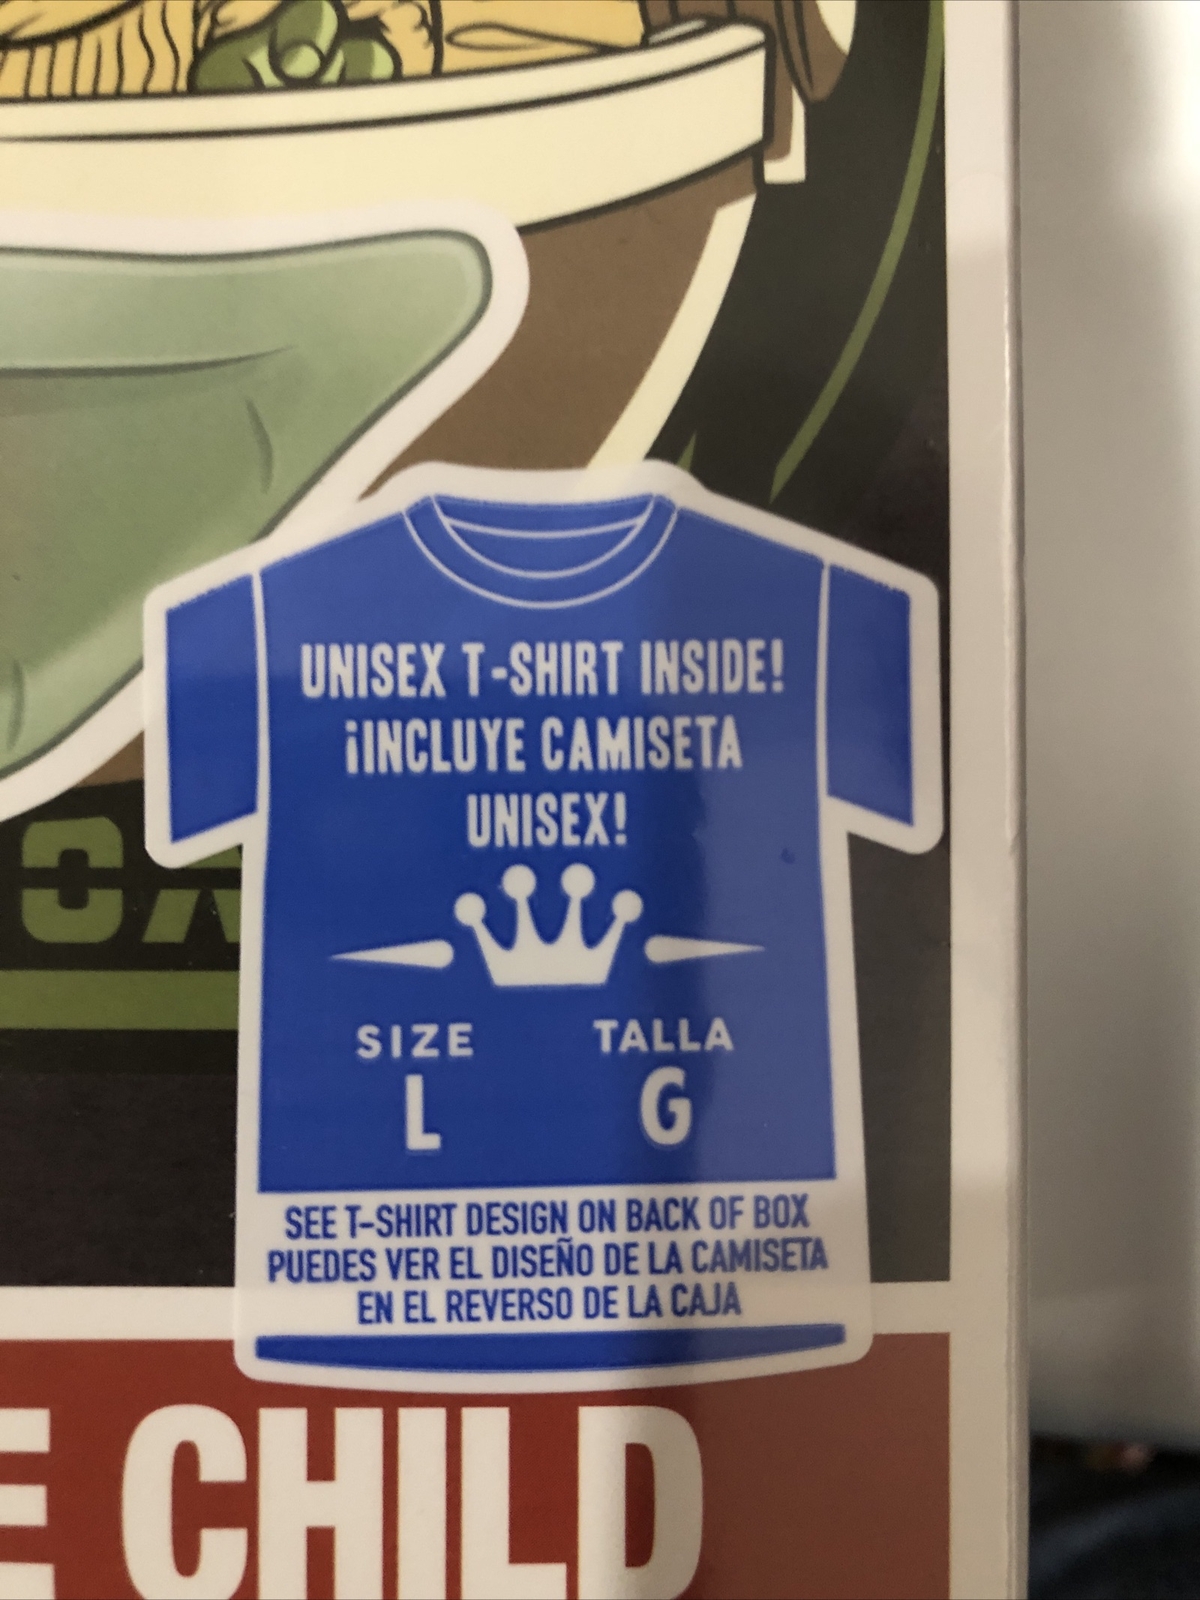 UNISEX T-SHIRT INSIDE!
¡INCLUYE CAMISETA
UNISEX!
SIZE TALLA
L G
SEE T-SHIRT DESIGN ON BACK OF BOX
PUEDES VER EL DISEÑO DE LA CAMISETA
EN EL REVERSO DE LA CAJA
E CHILD